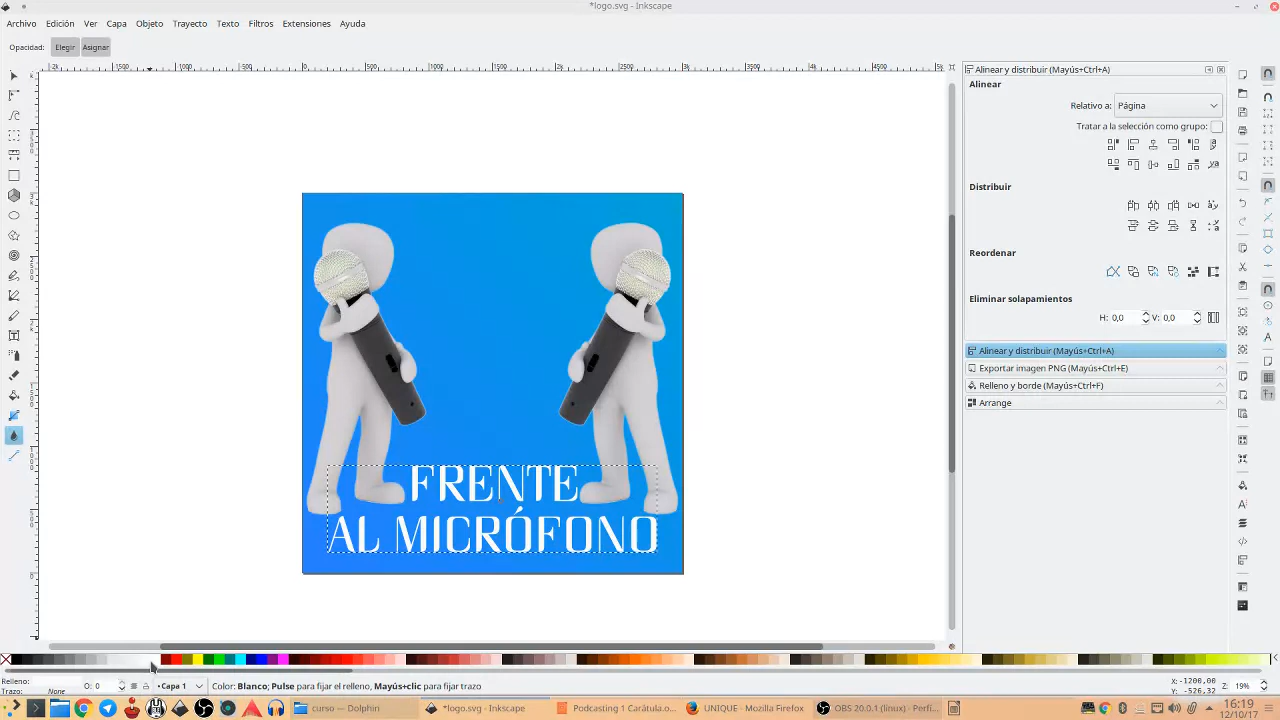 *logo.svg - Inkscape
Archivo Edición Ver Capa Objeto Trayecto Texto Filtros Extensiones Ayuda
Opacidad: Elegir Asignar
Alinear y distribuir (Mayús+Ctrl+A)
Alinear
Relativo a: Página
Tratar a la selección como grupo:
Distribuir
Reordenar
Eliminar solapamientos
H: 0,0 V: 0,0
Alinear y distribuir (Mayús+Ctrl+A)
Exportar imagen PNG (Mayús+Ctrl+E)
Relleno y borde (Mayús+Ctrl+F)
Arrange
FRENTE
AL MICRÓFONO
Relleno:
Trazo: None
O: 0
•Capa 1
Color: Blanco; Pulse para fijar el relleno, Mayús+clic para fijar trazo
X: -1200,00
Y: -526,32
Z: 19%
curso — Dolphin
*logo.svg - Inkscape
Podcasting 1 Carátula.o...
UNIQUE — Mozilla Firefox
OBS 20.0.1 (linux) - Perfi...
16:19
12/10/17